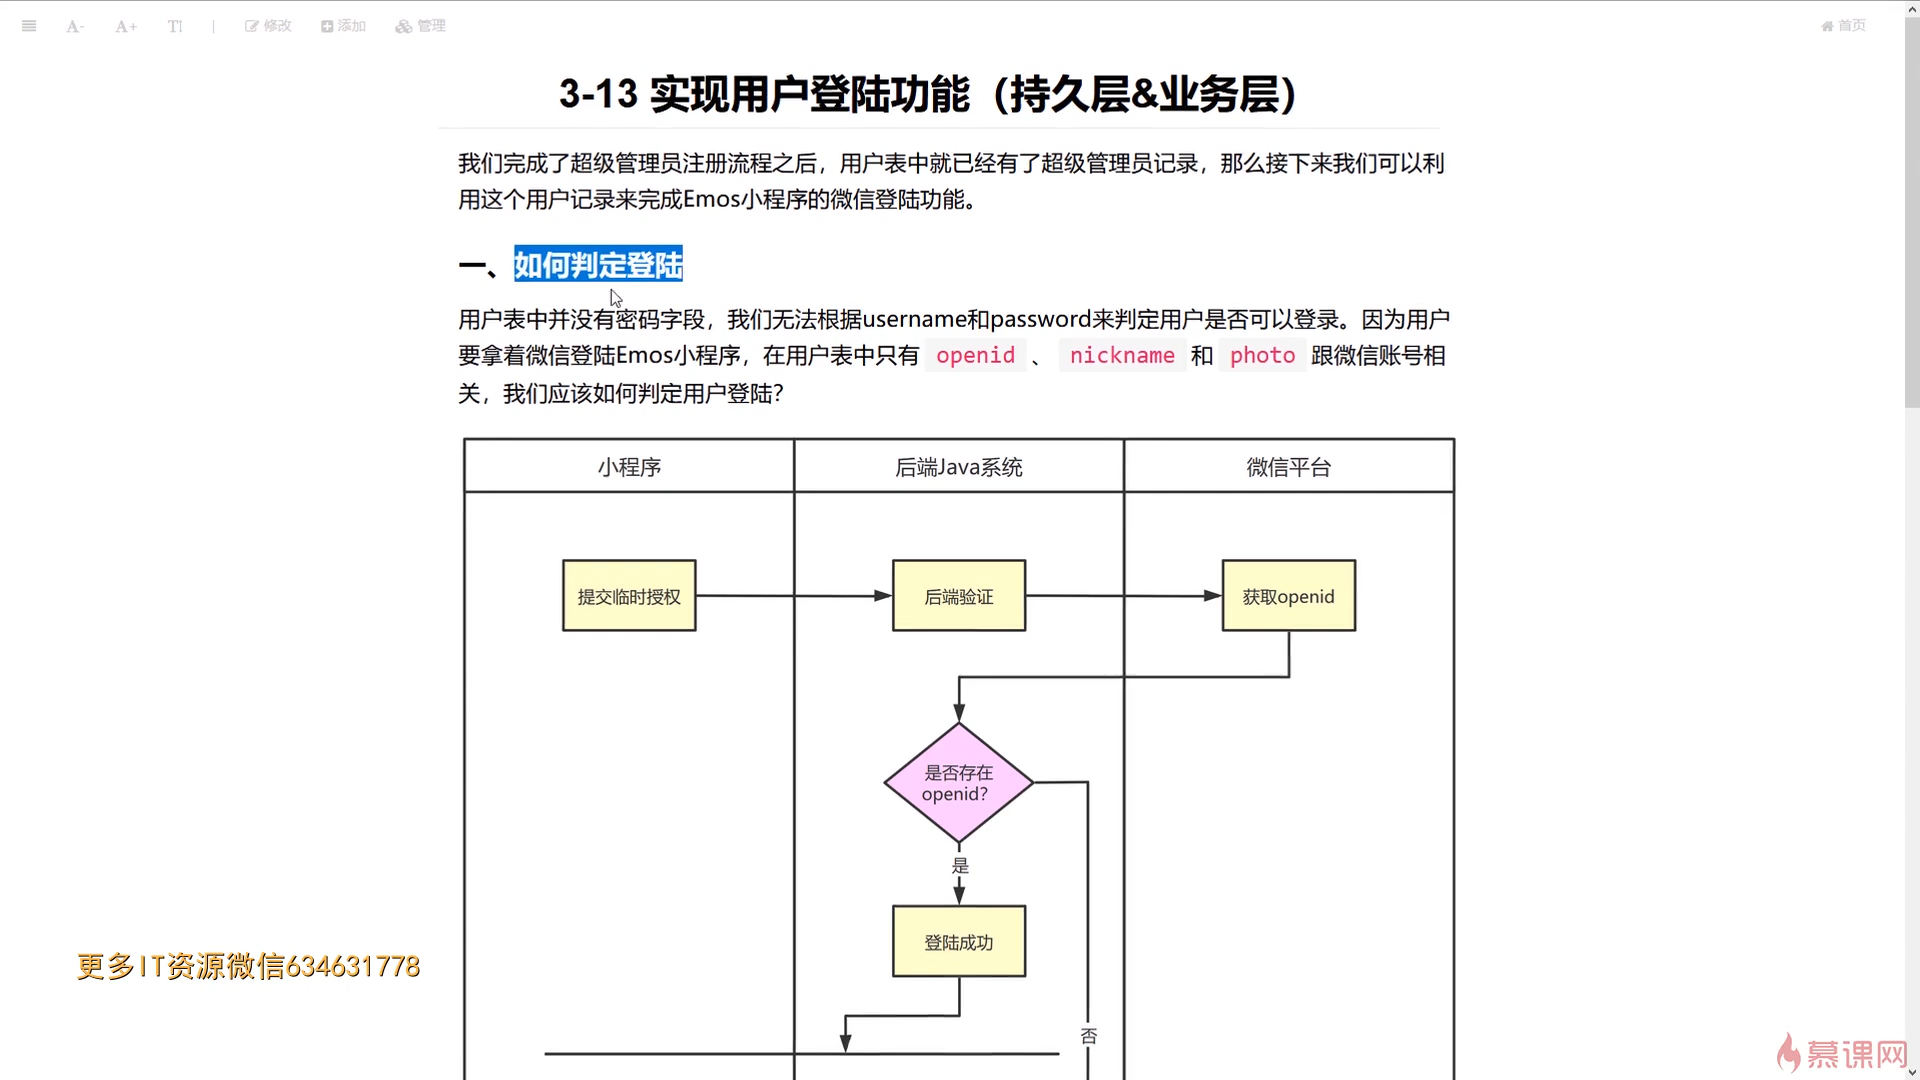 A- A+ TI | 修改 添加 管理 首页
3-13 实现用户登陆功能（持久层&业务层）
我们完成了超级管理员注册流程之后，用户表中就已经有了超级管理员记录，那么接下来我们可以利
用这个用户记录来完成Emos小程序的微信登陆功能。
一、如何判定登陆
用户表中并没有密码字段，我们无法根据username和password来判定用户是否可以登录。因为用户
要拿着微信登陆Emos小程序，在用户表中只有 openid 、 nickname 和 photo 跟微信账号相
关，我们应该如何判定用户登陆？
小程序 后端Java系统 微信平台
提交临时授权 后端验证 获取openid
是否存在
openid?
是
登陆成功
更多IT资源微信634631778
否
慕课网